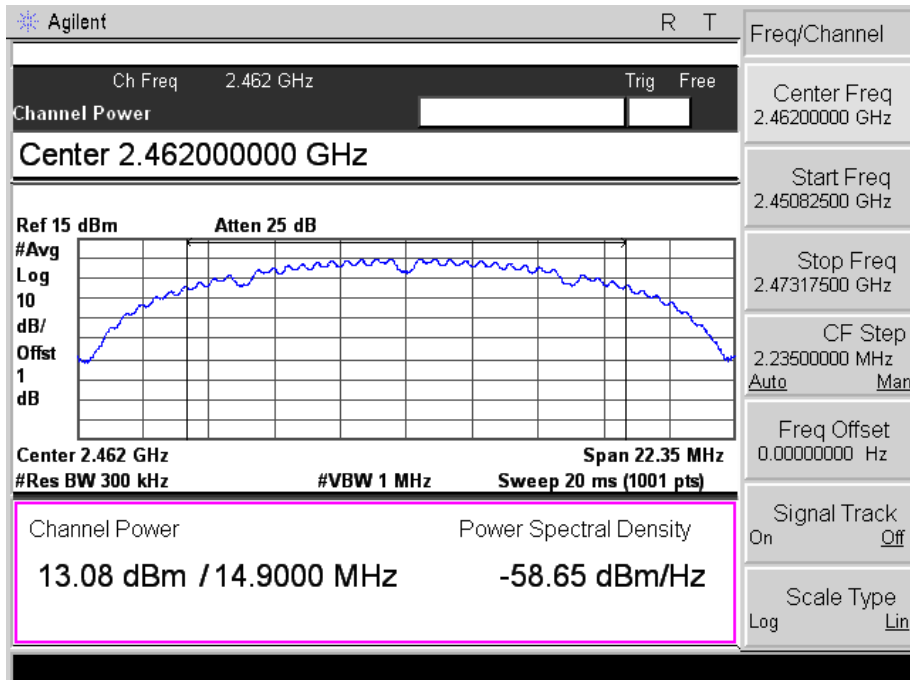 Agilent R T
Freq/Channel
Ch Freq 2.462 GHz Trig Free
Channel Power
Center 2.462000000 GHz
Ref 15 dBm Atten 25 dB
#Avg
Log
10
dB/
Offst
1
dB
Center 2.462 GHz Span 22.35 MHz
#Res BW 300 kHz #VBW 1 MHz Sweep 20 ms (1001 pts)
Channel Power Power Spectral Density
13.08 dBm / 14.9000 MHz -58.65 dBm/Hz
Center Freq
2.46200000 GHz
Start Freq
2.45082500 GHz
Stop Freq
2.47317500 GHz
CF Step
2.23500000 MHz
Auto Man
Freq Offset
0.00000000 Hz
Signal Track
On Off
Scale Type
Log Lin